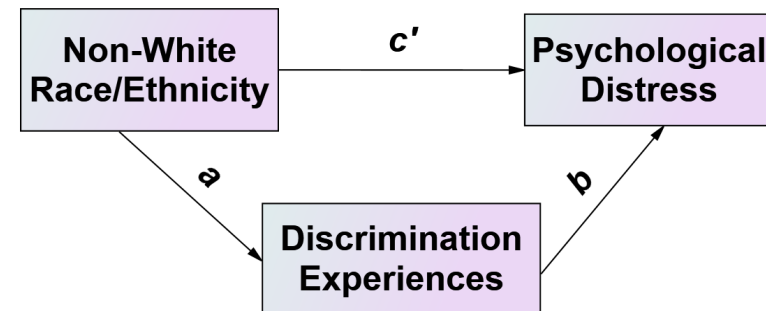 Non-White
Race/Ethnicity
c'
Psychological
Distress
a
b
Discrimination
Experiences